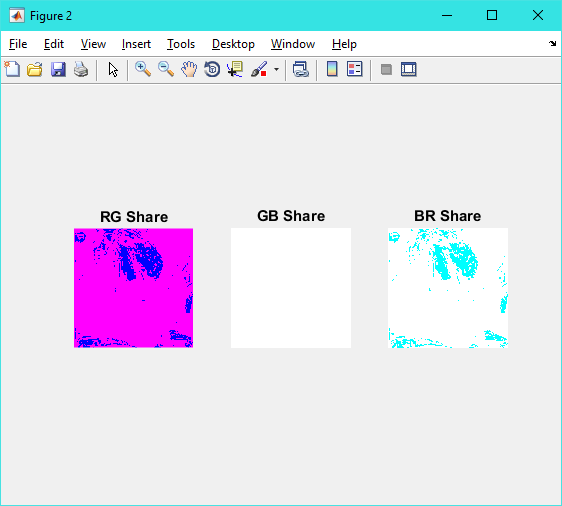 Figure 2
File Edit View Insert Tools Desktop Window Help
RG Share GB Share BR Share